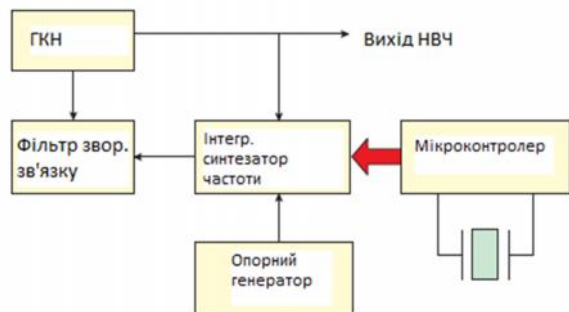 ГКН
Вихід НВЧ
Фільтр звор.
зв'язку
Інтегр.
синтезатор
частоти
Мікроконтролер
Опорний
генератор